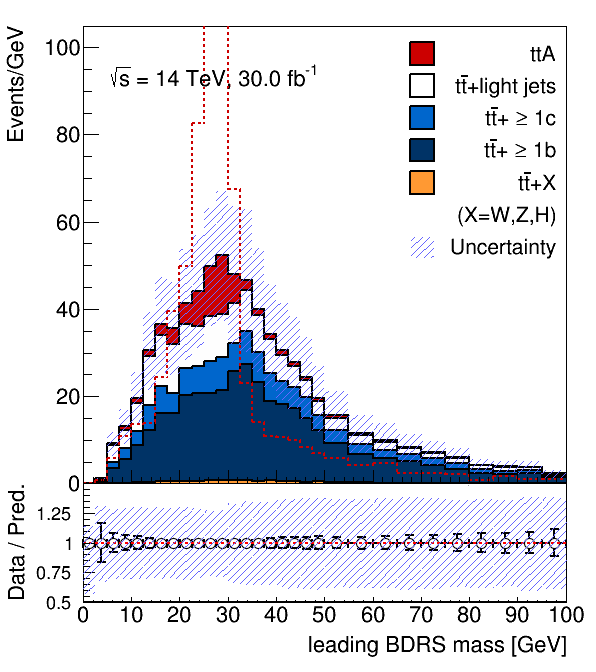 Events/GeV
100
80
60
40
20
0
√s = 14 TeV, 30.0 fb⁻¹
ttA
tt̄+light jets
tt̄+ ≥ 1c
tt̄+ ≥ 1b
tt̄+X
(X=W,Z,H)
Uncertainty
Data / Pred.
1.25
1
0.75
0.5
0 10 20 30 40 50 60 70 80 90 100
leading BDRS mass [GeV]